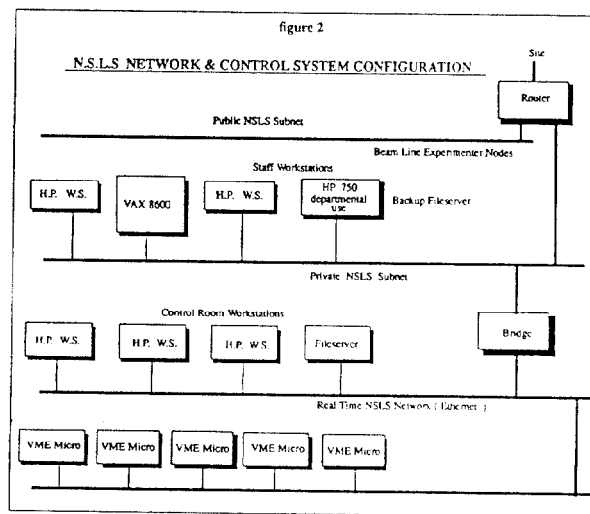 figure 2
Site
N.S.L.S NETWORK & CONTROL SYSTEM CONFIGURATION
Router
Public NSLS Subnet
Beam Line Experimenter Nodes
Staff Workstations
H.P. W.S.
VAX 8600
H.P. W.S.
HP 750
departmental
use
Backup Fileserver
Private NSLS Subnet
Control Room Workstations
Bridge
H.P. W.S.
H.P. W.S.
H.P. W.S.
Fileserver
Real Time NSLS Network ( Ethernet )
VME Micro
VME Micro
VME Micro
VME Micro
VME Micro